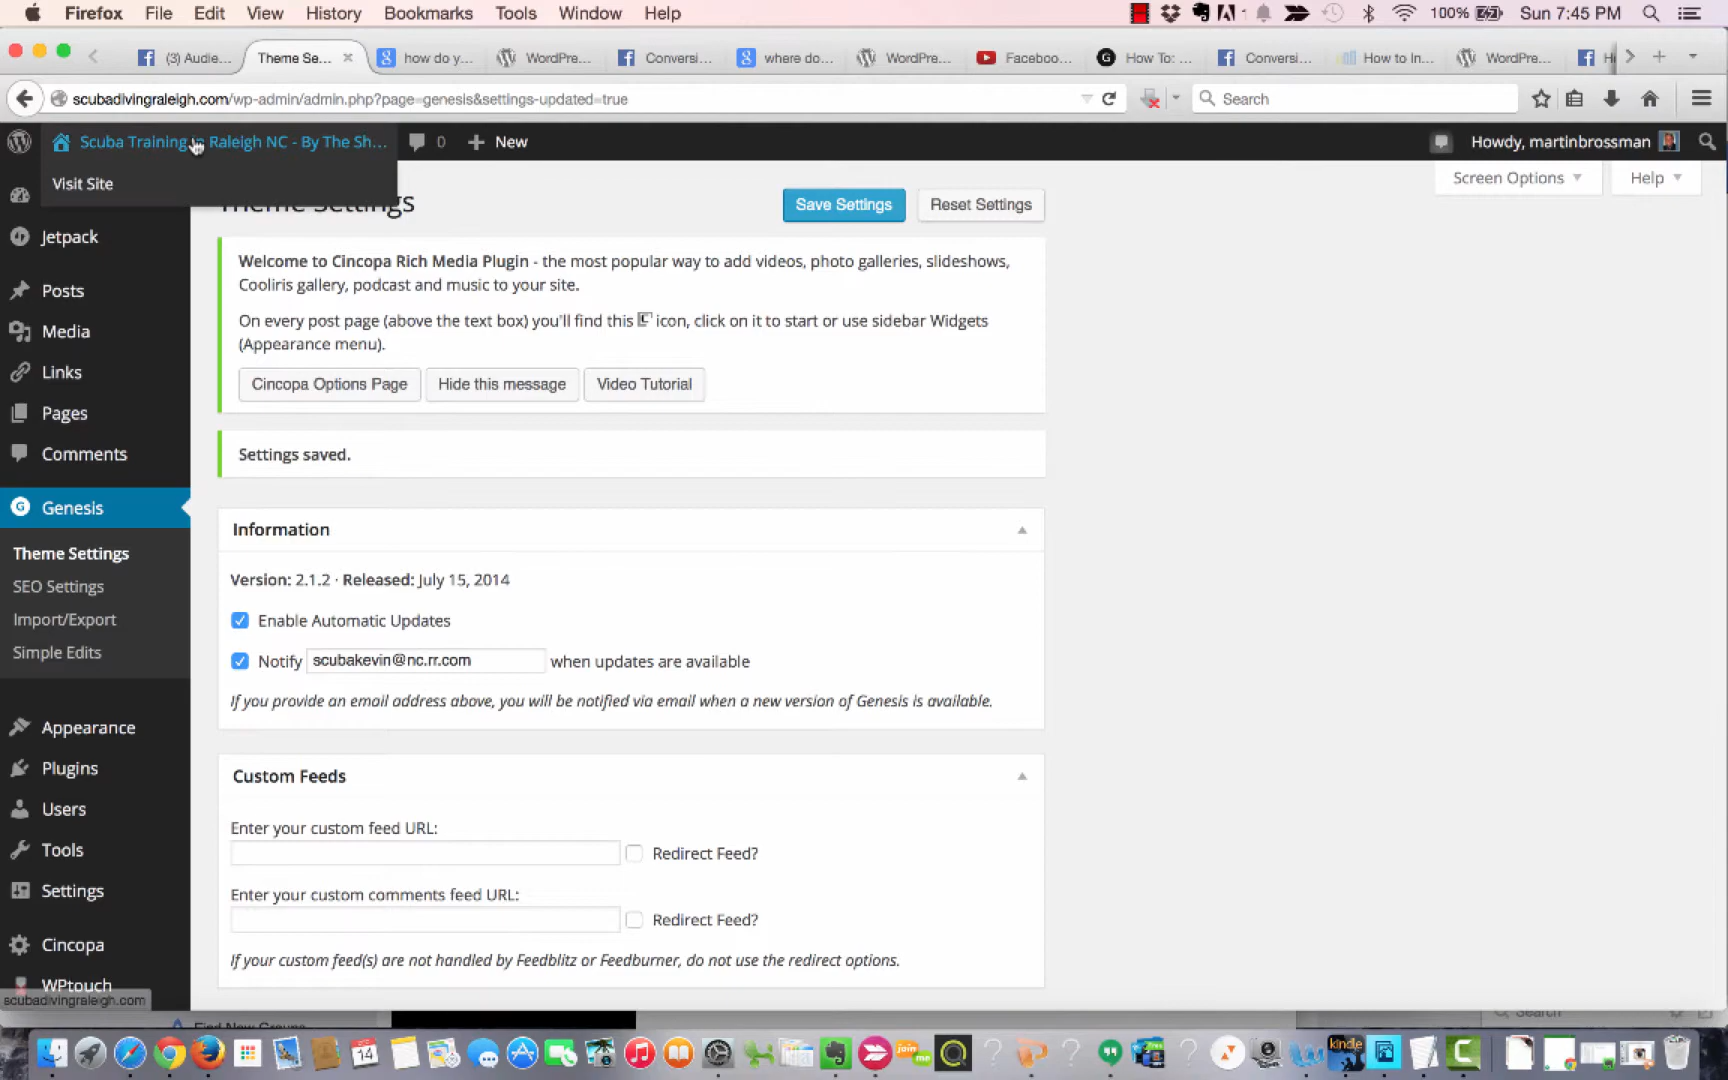 Firefox File Edit View History Bookmarks Tools Window Help 100% Sun 7:45 PM
(3) Audie... Theme Se... how do y... WordPre... Conversi... where do... WordPre... Faceboo... How To: ... Conversi... How to In... WordPre...
scubadivingraleigh.com/wp-admin/admin.php?page=genesis&settings-updated=true Search
Scuba Training in Raleigh NC - By The Sh... 0 New Howdy, martinbrossman
Visit Site
Screen Options Help
Theme Settings Save Settings Reset Settings
Jetpack
Posts
Media
Links
Pages
Comments
Genesis
Theme Settings
SEO Settings
Import/Export
Simple Edits
Appearance
Plugins
Users
Tools
Settings
Cincopa
WPtouch
scubadivingraleigh.com
Welcome to Cincopa Rich Media Plugin - the most popular way to add videos, photo galleries, slideshows,
Cooliris gallery, podcast and music to your site.
On every post page (above the text box) you'll find this icon, click on it to start or use sidebar Widgets
(Appearance menu).
Cincopa Options Page Hide this message Video Tutorial
Settings saved.
Information
Version: 2.1.2 · Released: July 15, 2014
Enable Automatic Updates
Notify scubakevin@nc.rr.com when updates are available
If you provide an email address above, you will be notified via email when a new version of Genesis is available.
Custom Feeds
Enter your custom feed URL:
Redirect Feed?
Enter your custom comments feed URL:
Redirect Feed?
If your custom feed(s) are not handled by Feedblitz or Feedburner, do not use the redirect options.
Find New Groups
Search
14
join me
kindle